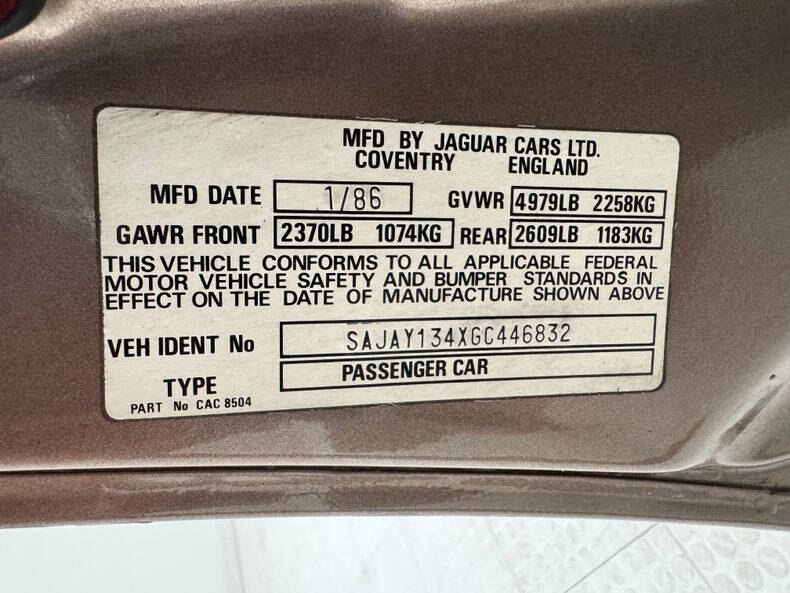 MFD BY JAGUAR CARS LTD.
COVENTRY ENGLAND
MFD DATE 1/86 GVWR 4979LB 2258KG
GAWR FRONT 2370LB 1074KG REAR 2609LB 1183KG
THIS VEHICLE CONFORMS TO ALL APPLICABLE FEDERAL
MOTOR VEHICLE SAFETY AND BUMPER STANDARDS IN
EFFECT ON THE DATE OF MANUFACTURE SHOWN ABOVE
VEH IDENT No SAJAY134XGC446832
TYPE PASSENGER CAR
PART No CAC 8504